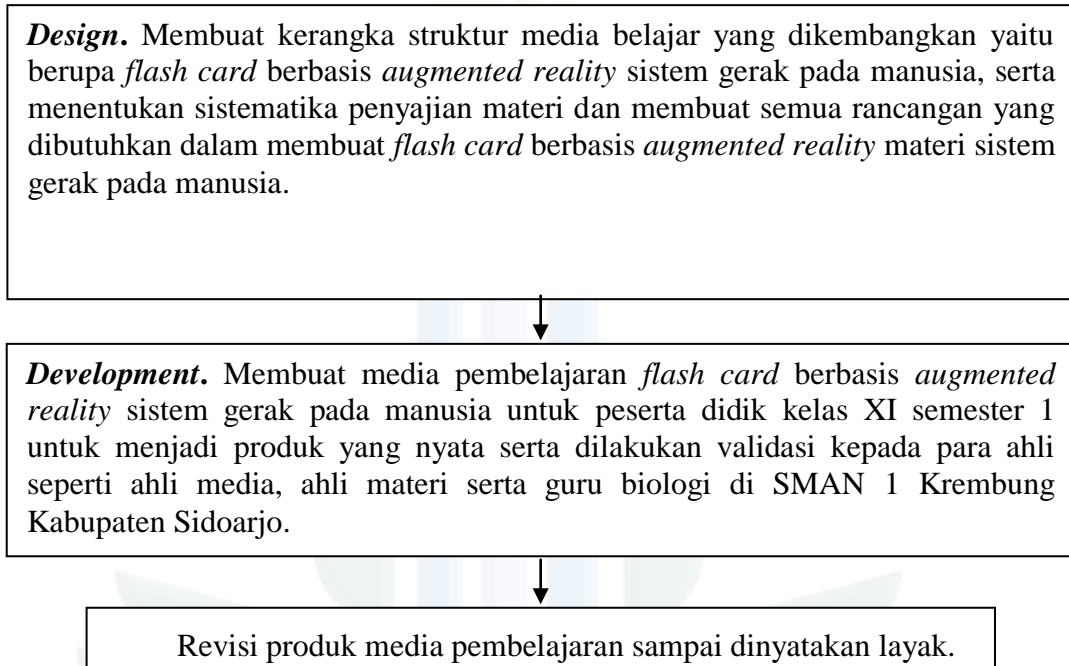 Design. Membuat kerangka struktur media belajar yang dikembangkan yaitu
berupa flash card berbasis augmented reality sistem gerak pada manusia, serta
menentukan sistematika penyajian materi dan membuat semua rancangan yang
dibutuhkan dalam membuat flash card berbasis augmented reality materi sistem
gerak pada manusia.
Development. Membuat media pembelajaran flash card berbasis augmented
reality sistem gerak pada manusia untuk peserta didik kelas XI semester 1
untuk menjadi produk yang nyata serta dilakukan validasi kepada para ahli
seperti ahli media, ahli materi serta guru biologi di SMAN 1 Krembung
Kabupaten Sidoarjo.
Revisi produk media pembelajaran sampai dinyatakan layak.